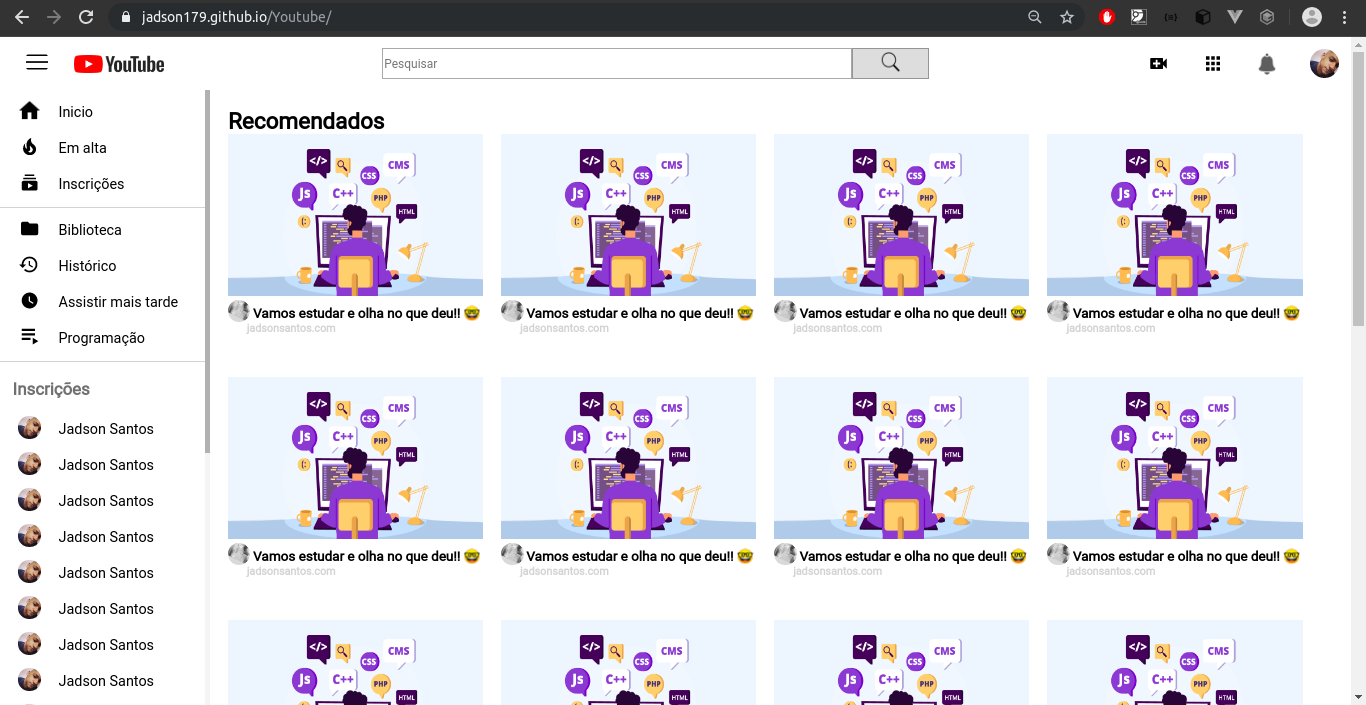 jadson179.github.io/Youtube/
YouTube
Pesquisar
Inicio
Em alta
Inscrições
Biblioteca
Histórico
Assistir mais tarde
Programação
Inscrições
Jadson Santos
Jadson Santos
Jadson Santos
Jadson Santos
Jadson Santos
Jadson Santos
Jadson Santos
Jadson Santos
Recomendados
</> CSS CMS Js C++ PHP HTML {;
</> CSS CMS Js C++ PHP HTML {;
</> CSS CMS Js C++ PHP HTML {;
</> CSS CMS Js C++ PHP HTML {;
Vamos estudar e olha no que deu!! 🤓
jadsonsantos.com
Vamos estudar e olha no que deu!! 🤓
jadsonsantos.com
Vamos estudar e olha no que deu!! 🤓
jadsonsantos.com
Vamos estudar e olha no que deu!! 🤓
jadsonsantos.com
</> CSS CMS Js C++ PHP HTML {;
</> CSS CMS Js C++ PHP HTML {;
</> CSS CMS Js C++ PHP HTML {;
</> CSS CMS Js C++ PHP HTML {;
Vamos estudar e olha no que deu!! 🤓
jadsonsantos.com
Vamos estudar e olha no que deu!! 🤓
jadsonsantos.com
Vamos estudar e olha no que deu!! 🤓
jadsonsantos.com
Vamos estudar e olha no que deu!! 🤓
jadsonsantos.com
</> CSS CMS Js C++ PHP HTML
</> CSS CMS Js C++ PHP HTML
</> CSS CMS Js C++ PHP HTML
</> CSS CMS Js C++ PHP HTML